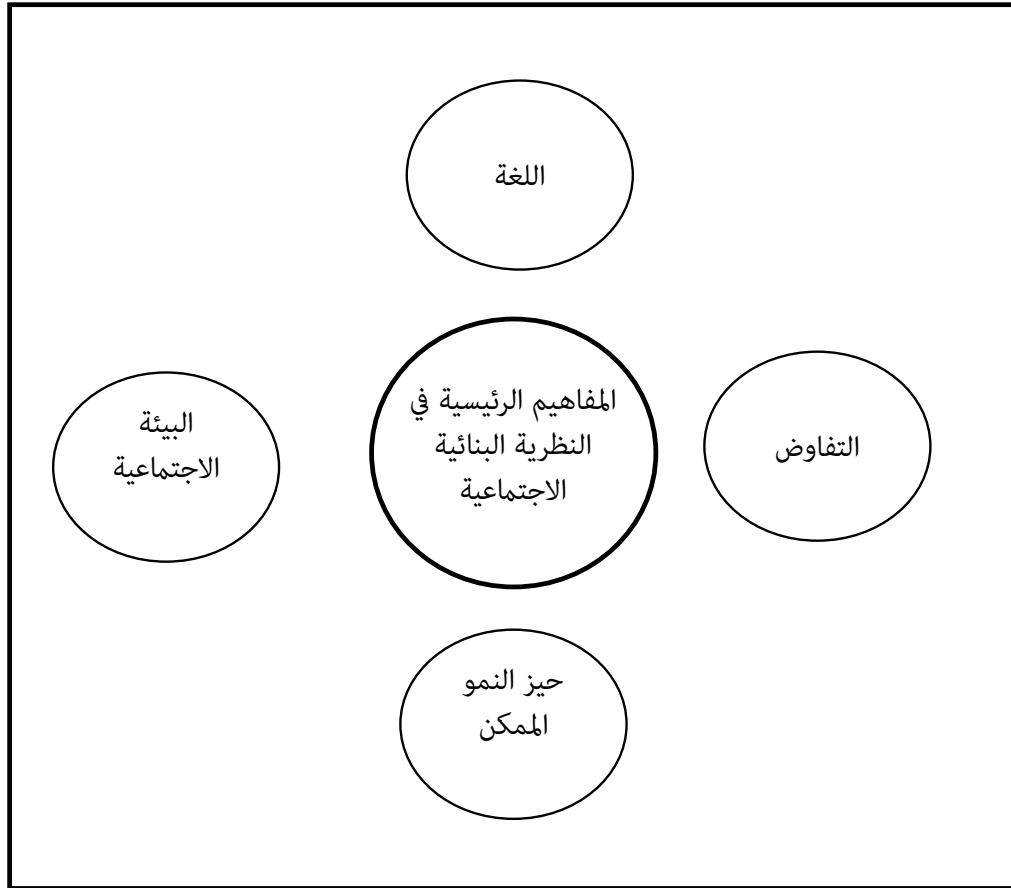 اللغة
المفاهيم الرئيسية في
النظرية البنائية
الاجتماعية
التفاوض
البيئة
الاجتماعية
حيز النمو
الممكن